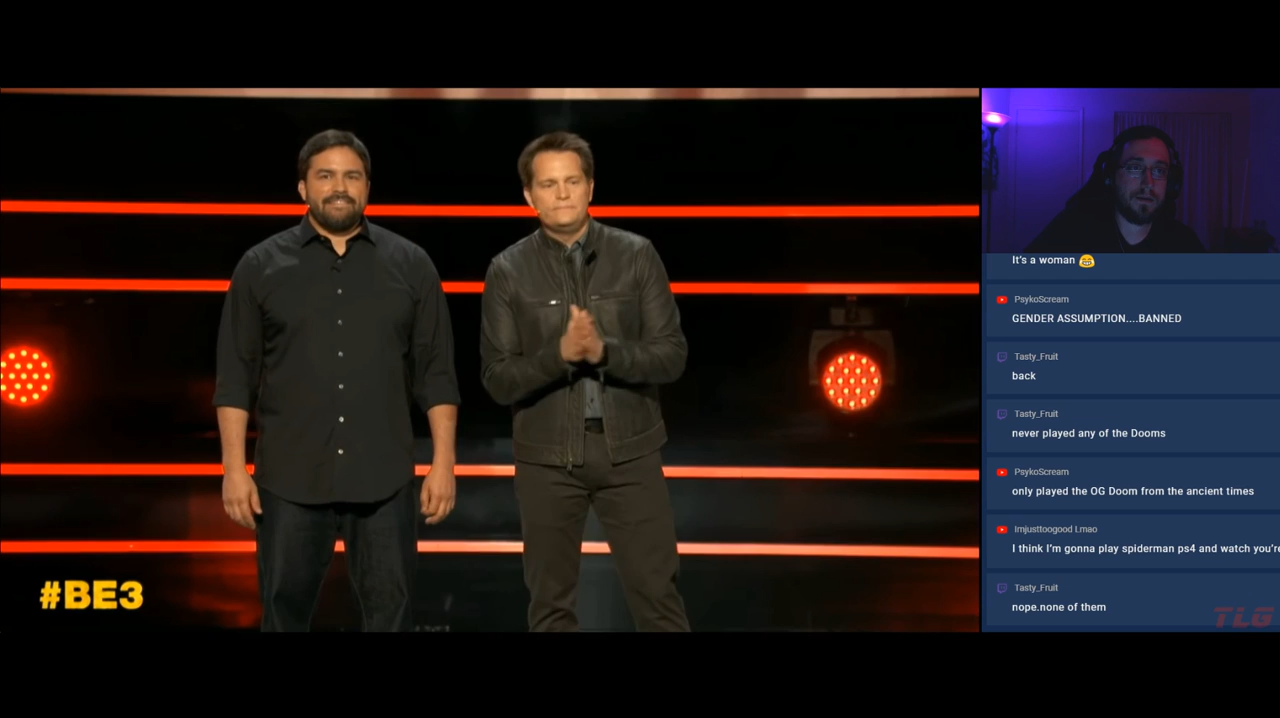 #BE3
It's a woman 😂
PsykoScream
GENDER ASSUMPTION....BANNED
Tasty_Fruit
back
Tasty_Fruit
never played any of the Dooms
PsykoScream
only played the OG Doom from the ancient times
Imjusttoogood Lmao
I think I'm gonna play spiderman ps4 and watch you're
Tasty_Fruit
nope.none of them
TLG